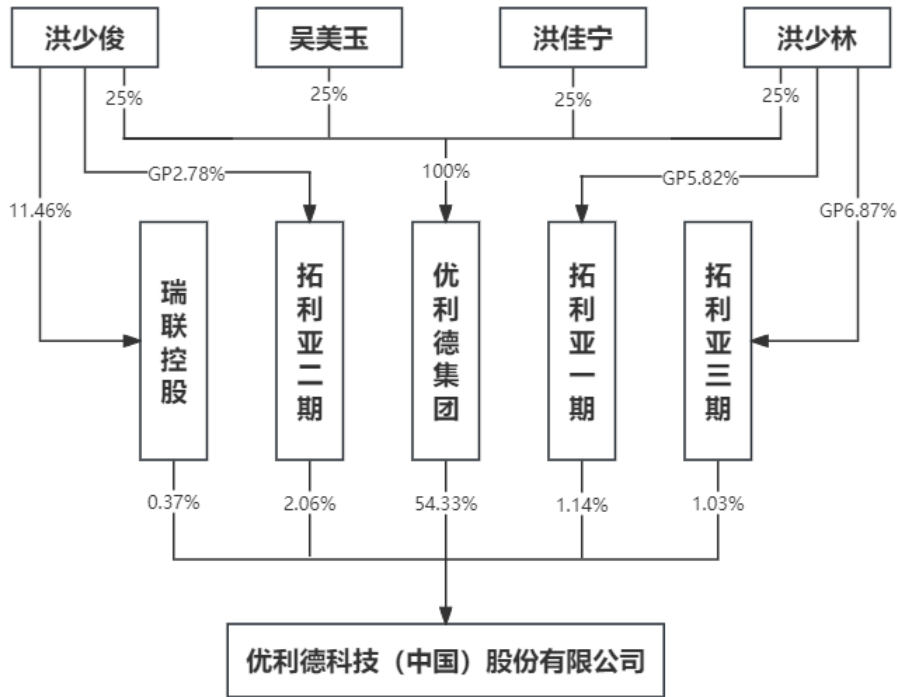 洪少俊
吴美玉
洪佳宁
洪少林
25%
25%
25%
25%
GP2.78%
100%
GP5.82%
11.46%
GP6.87%
瑞联控股
拓利亚二期
优利德集团
拓利亚一期
拓利亚三期
0.37%
2.06%
54.33%
1.14%
1.03%
优利德科技（中国）股份有限公司